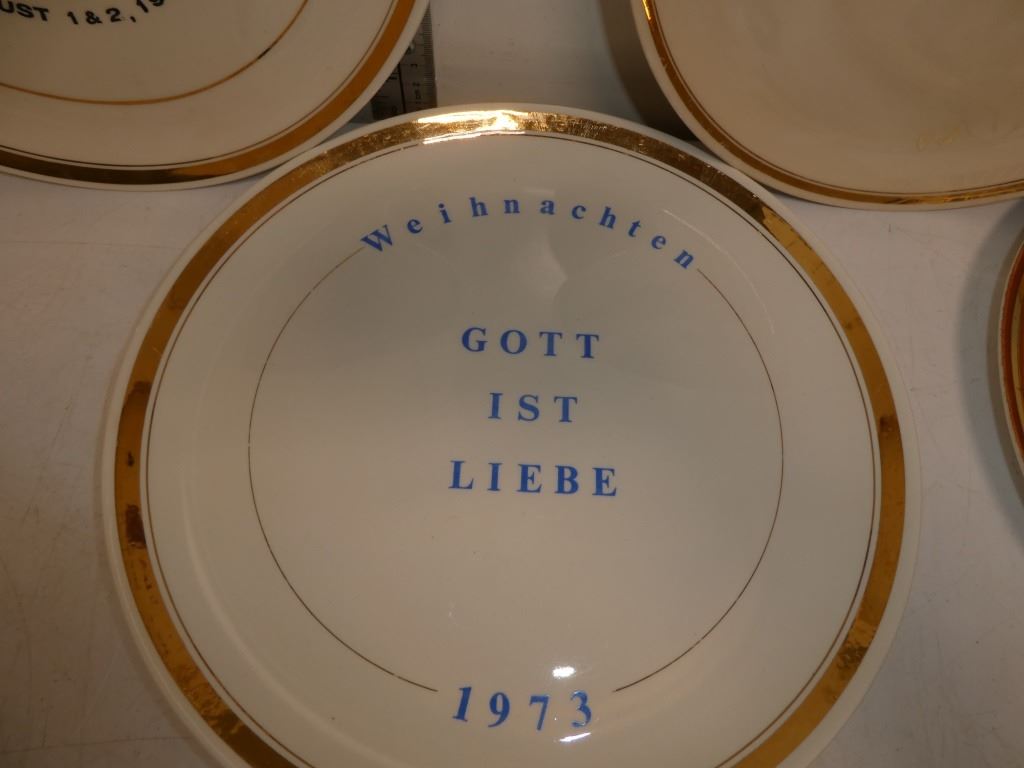 UST 1 & 2, 19
Weihnachten
GOTT
IST
LIEBE
1973